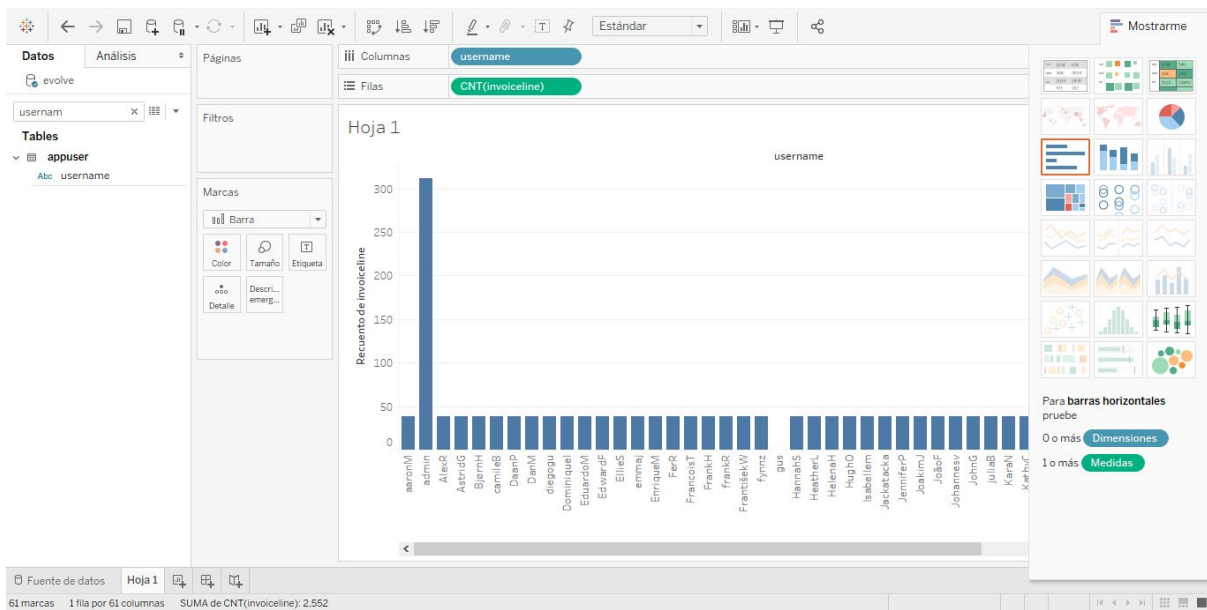 Estándar
Mostrarme
Datos
Análisis
evolve
usernam
Tables
appuser
Abc username
Páginas
Filtros
Marcas
Barra
Color
Tamaño
Etiqueta
Detalle
Descri...
emerg...
Columnas
username
Filas
CNT(invoiceline)
Hoja 1
username
Recuento de invoiceline
300
250
200
150
100
50
0
aaronM
admin
AlexR
AstridG
BjørnH
camileB
DaanP
DanM
diegogu
Dominiquel
EduardoM
EdwardF
EllieS
emmaj
EnriqueM
FerR
FrancoisT
FrankH
frankR
FrantišekW
fynnz
gus
HannahS
HeatherL
HelenaH
HughO
Isabellem
Jackatacka
JenniferP
JoakimJ
JoãoF
Johannesv
JohnG
juliaB
KaraN
KathyC
Para barras horizontales
pruebe
0 o más Dimensiones
1 o más Medidas
Fuente de datos
Hoja 1
61 marcas 1 fila por 61 columnas SUMA de CNT(invoiceline): 2,552